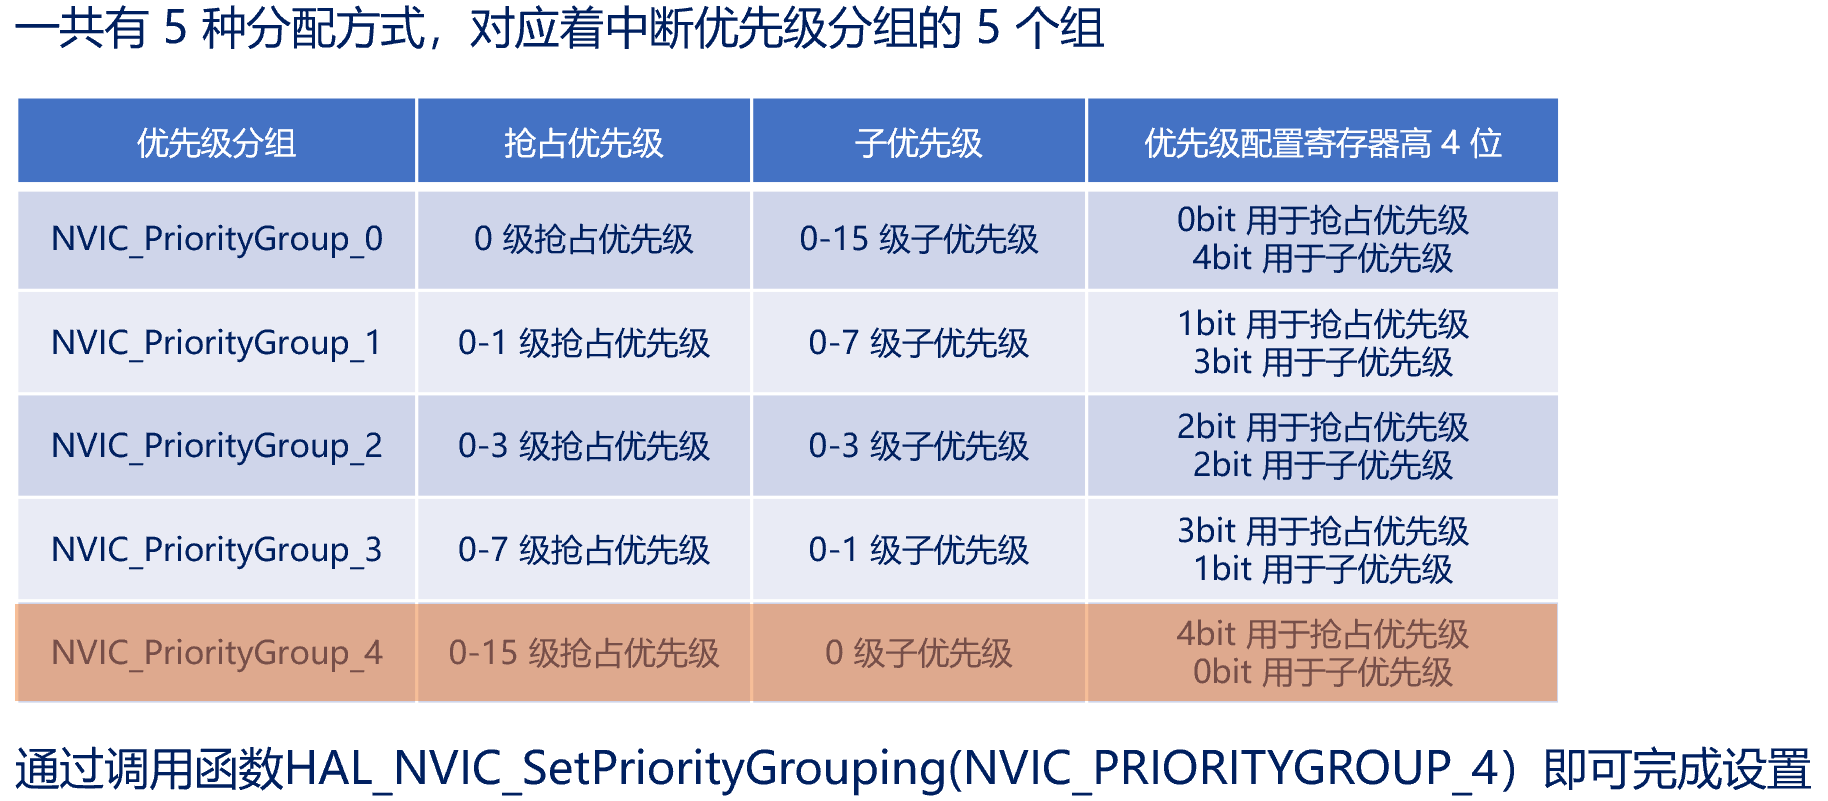 一共有 5 种分配方式，对应着中断优先级分组的 5 个组
优先级分组 抢占优先级 子优先级 优先级配置寄存器高 4 位
NVIC_PriorityGroup_0 0 级抢占优先级 0-15 级子优先级 0bit 用于抢占优先级
4bit 用于子优先级
NVIC_PriorityGroup_1 0-1 级抢占优先级 0-7 级子优先级 1bit 用于抢占优先级
3bit 用于子优先级
NVIC_PriorityGroup_2 0-3 级抢占优先级 0-3 级子优先级 2bit 用于抢占优先级
2bit 用于子优先级
NVIC_PriorityGroup_3 0-7 级抢占优先级 0-1 级子优先级 3bit 用于抢占优先级
1bit 用于子优先级
NVIC_PriorityGroup_4 0-15 级抢占优先级 0 级子优先级 4bit 用于抢占优先级
0bit 用于子优先级
通过调用函数HAL_NVIC_SetPriorityGrouping(NVIC_PRIORITYGROUP_4）即可完成设置